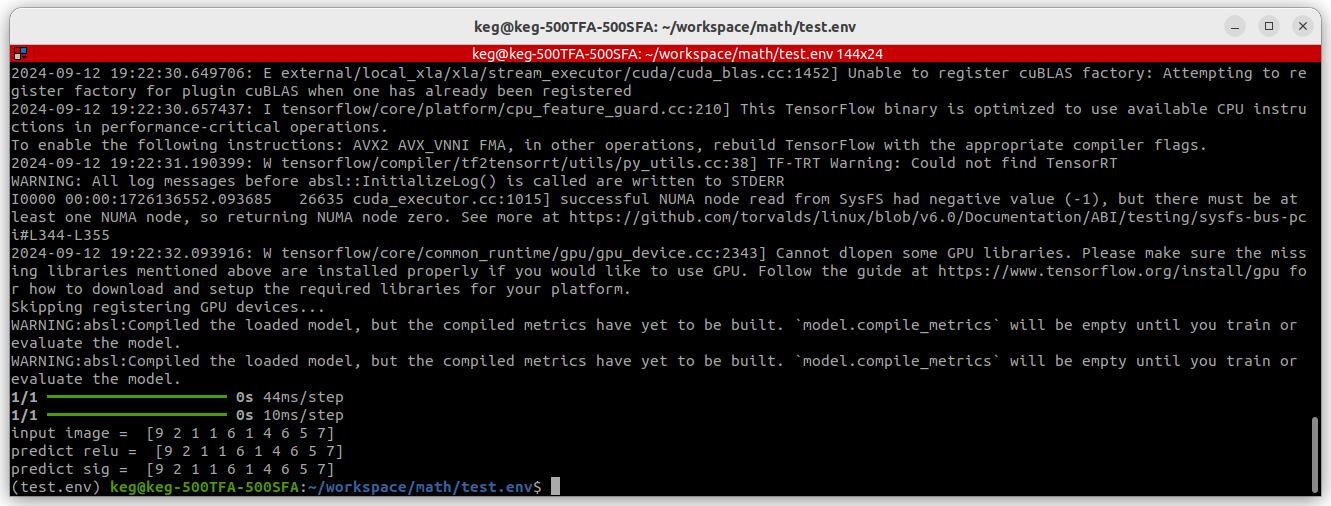 keg@keg-500TFA-500SFA: ~/workspace/math/test.env
keg@keg-500TFA-500SFA: ~/workspace/math/test.env 144x24
2024-09-12 19:22:30.649706: E external/local_xla/xla/stream_executor/cuda/cuda_blas.cc:1452] Unable to register cuBLAS factory: Attempting to re
gister factory for plugin cuBLAS when one has already been registered
2024-09-12 19:22:30.657437: I tensorflow/core/platform/cpu_feature_guard.cc:210] This TensorFlow binary is optimized to use available CPU instru
ctions in performance-critical operations.
To enable the following instructions: AVX2 AVX_VNNI FMA, in other operations, rebuild TensorFlow with the appropriate compiler flags.
2024-09-12 19:22:31.190399: W tensorflow/compiler/tf2tensorrt/utils/py_utils.cc:38] TF-TRT Warning: Could not find TensorRT
WARNING: All log messages before absl::InitializeLog() is called are written to STDERR
I0000 00:00:1726136552.093685   26635 cuda_executor.cc:1015] successful NUMA node read from SysFS had negative value (-1), but there must be at
least one NUMA node, so returning NUMA node zero. See more at https://github.com/torvalds/linux/blob/v6.0/Documentation/ABI/testing/sysfs-bus-pc
i#L344-L355
2024-09-12 19:22:32.093916: W tensorflow/core/common_runtime/gpu/gpu_device.cc:2343] Cannot dlopen some GPU libraries. Please make sure the miss
ing libraries mentioned above are installed properly if you would like to use GPU. Follow the guide at https://www.tensorflow.org/install/gpu fo
r how to download and setup the required libraries for your platform.
Skipping registering GPU devices...
WARNING:absl:Compiled the loaded model, but the compiled metrics have yet to be built. `model.compile_metrics` will be empty until you train or
evaluate the model.
WARNING:absl:Compiled the loaded model, but the compiled metrics have yet to be built. `model.compile_metrics` will be empty until you train or
evaluate the model.
1/1 ━━━━━━━━━━━━━━━━━━━━ 0s 44ms/step
1/1 ━━━━━━━━━━━━━━━━━━━━ 0s 10ms/step
input image =  [9 2 1 1 6 1 4 6 5 7]
predict relu =  [9 2 1 1 6 1 4 6 5 7]
predict sig =  [9 2 1 1 6 1 4 6 5 7]
(test.env) keg@keg-500TFA-500SFA:~/workspace/math/test.env$